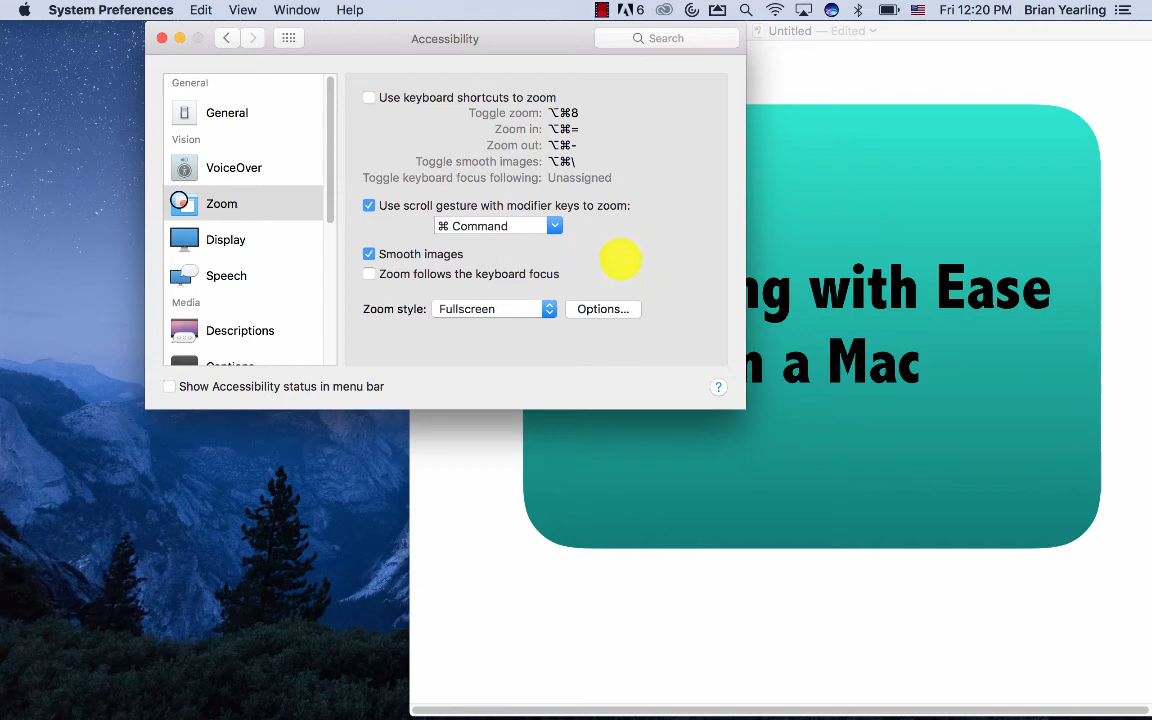 System Preferences Edit View Window Help 6 Fri 12:20 PM Brian Yearling
Accessibility
Search
Untitled — Edited
General
General
Vision
VoiceOver
Zoom
Display
Speech
Media
Descriptions
Use keyboard shortcuts to zoom
Toggle zoom: ⌥⌘8
Zoom in: ⌥⌘=
Zoom out: ⌥⌘-
Toggle smooth images: ⌥⌘\
Toggle keyboard focus following: Unassigned
Use scroll gesture with modifier keys to zoom:
⌘ Command
Smooth images
Zoom follows the keyboard focus
Zoom style: Fullscreen Options...
Show Accessibility status in menu bar
?
ng with Ease
a Mac